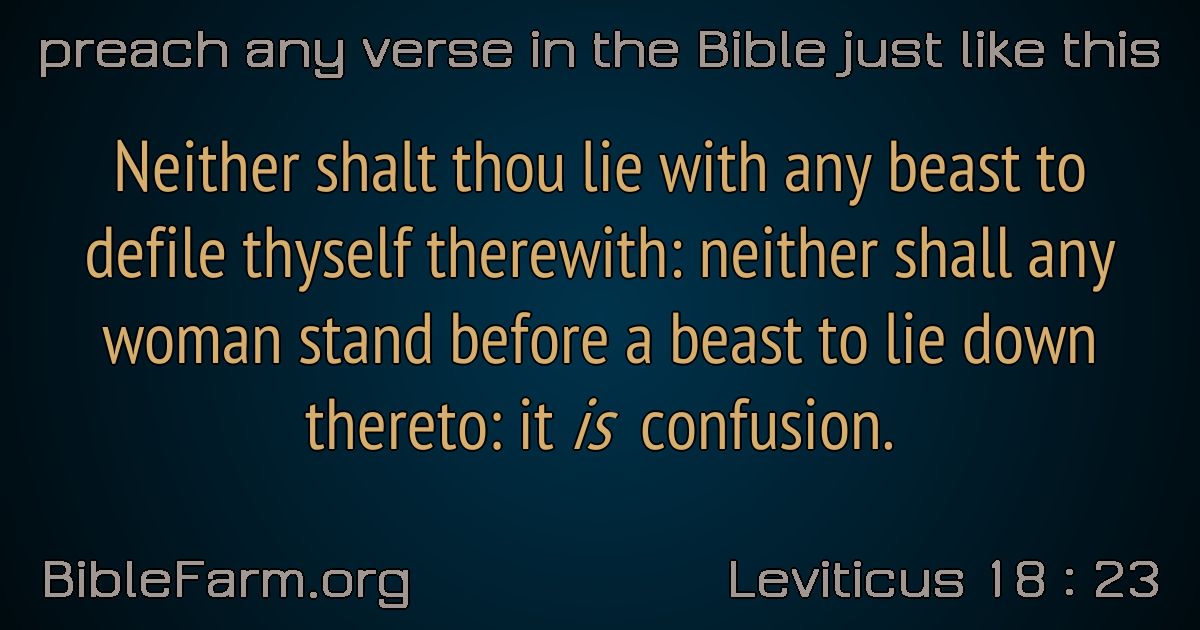 preach any verse in the Bible just like this
Neither shalt thou lie with any beast to
defile thyself therewith: neither shall any
woman stand before a beast to lie down
thereto: it is confusion.
BibleFarm.org
Leviticus 18 : 23